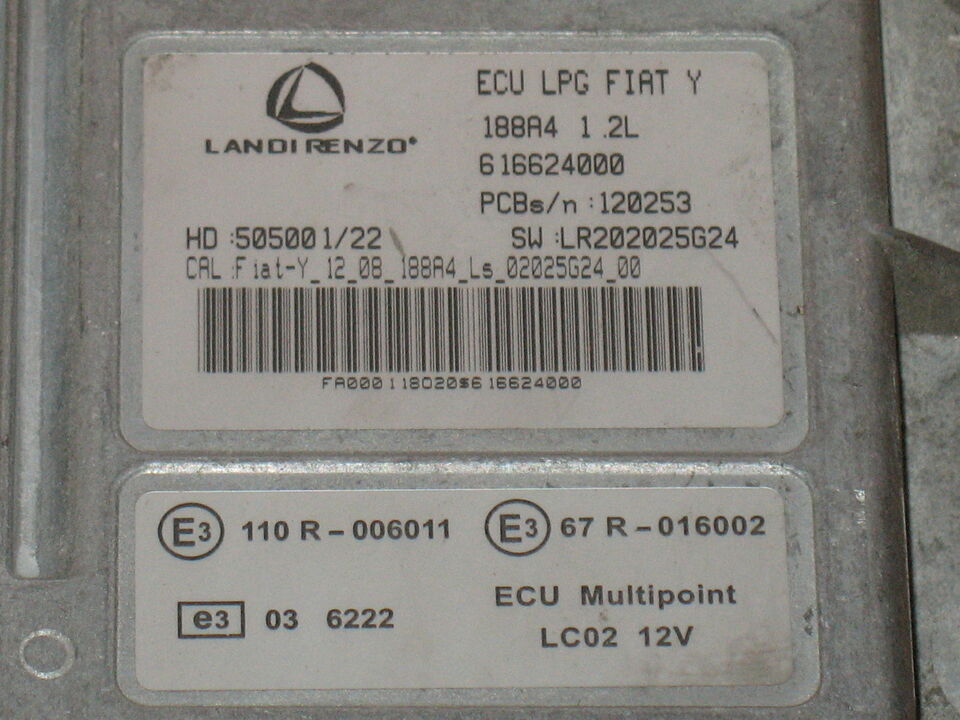 LANDI RENZO®
ECU LPG FIAT Y
188A4 1.2L
616624000
PCBs/n :120253
HD :505001/22 SW :LR202025G24
CAL :Fiat-Y_12_08_188A4_Ls_02025G24_00
FA000118020$616624000
E3 110 R-006011 E3 67 R-016002
e3 03 6222
ECU Multipoint
LC02 12V